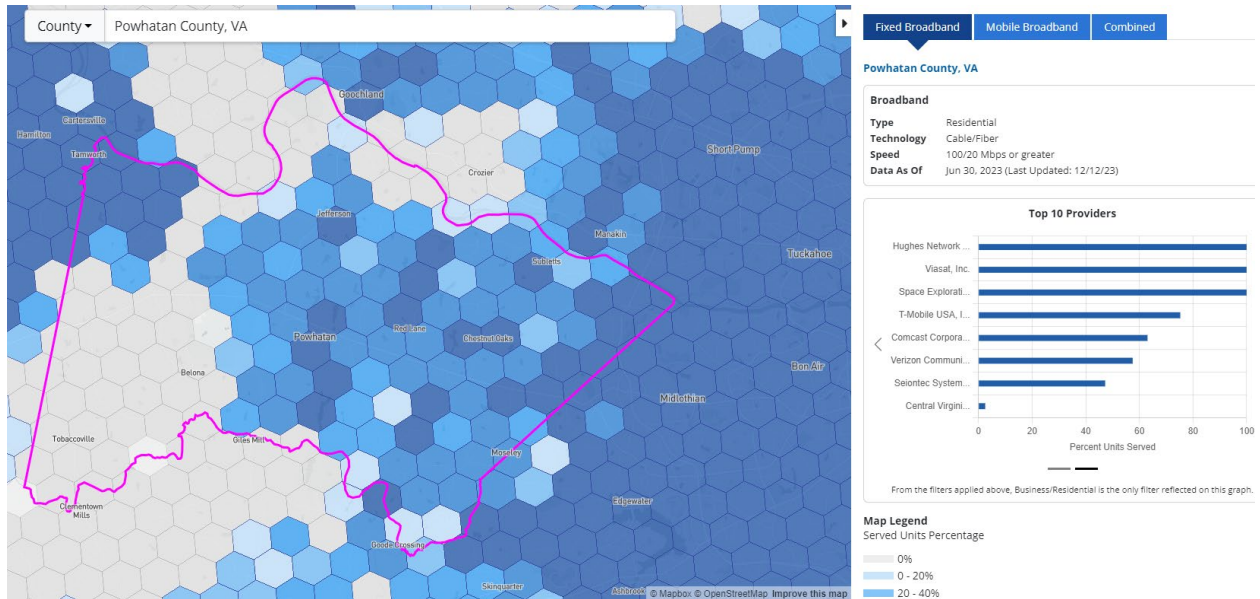 County
Powhatan County, VA
Goochland
Cartersville
Hamilton
Tamworth
Short Pump
Crozier
Jefferson
Manakin
Tuckahoe
Subletts
Powhatan
Red Lane
Chestnut Oaks
Bon Air
Belona
Midlothian
Tobaccoville
Giles Mill
Moseley
Clementown
Mills
Edgewater
Goode Crossing
Skinquarter
Ashbrook
© Mapbox © OpenStreetMap Improve this map
Fixed Broadband Mobile Broadband Combined
Powhatan County, VA
Broadband
Type Residential
Technology Cable/Fiber
Speed 100/20 Mbps or greater
Data As Of Jun 30, 2023 (Last Updated: 12/12/23)
Top 10 Providers
Hughes Network ...
Viasat, Inc.
Space Explorati...
T-Mobile USA, I...
Comcast Corpora...
Verizon Communi...
Seiontec System...
Central Virgini...
0 20 40 60 80 100
Percent Units Served
From the filters applied above, Business/Residential is the only filter reflected on this graph.
Map Legend
Served Units Percentage
0%
0 - 20%
20 - 40%